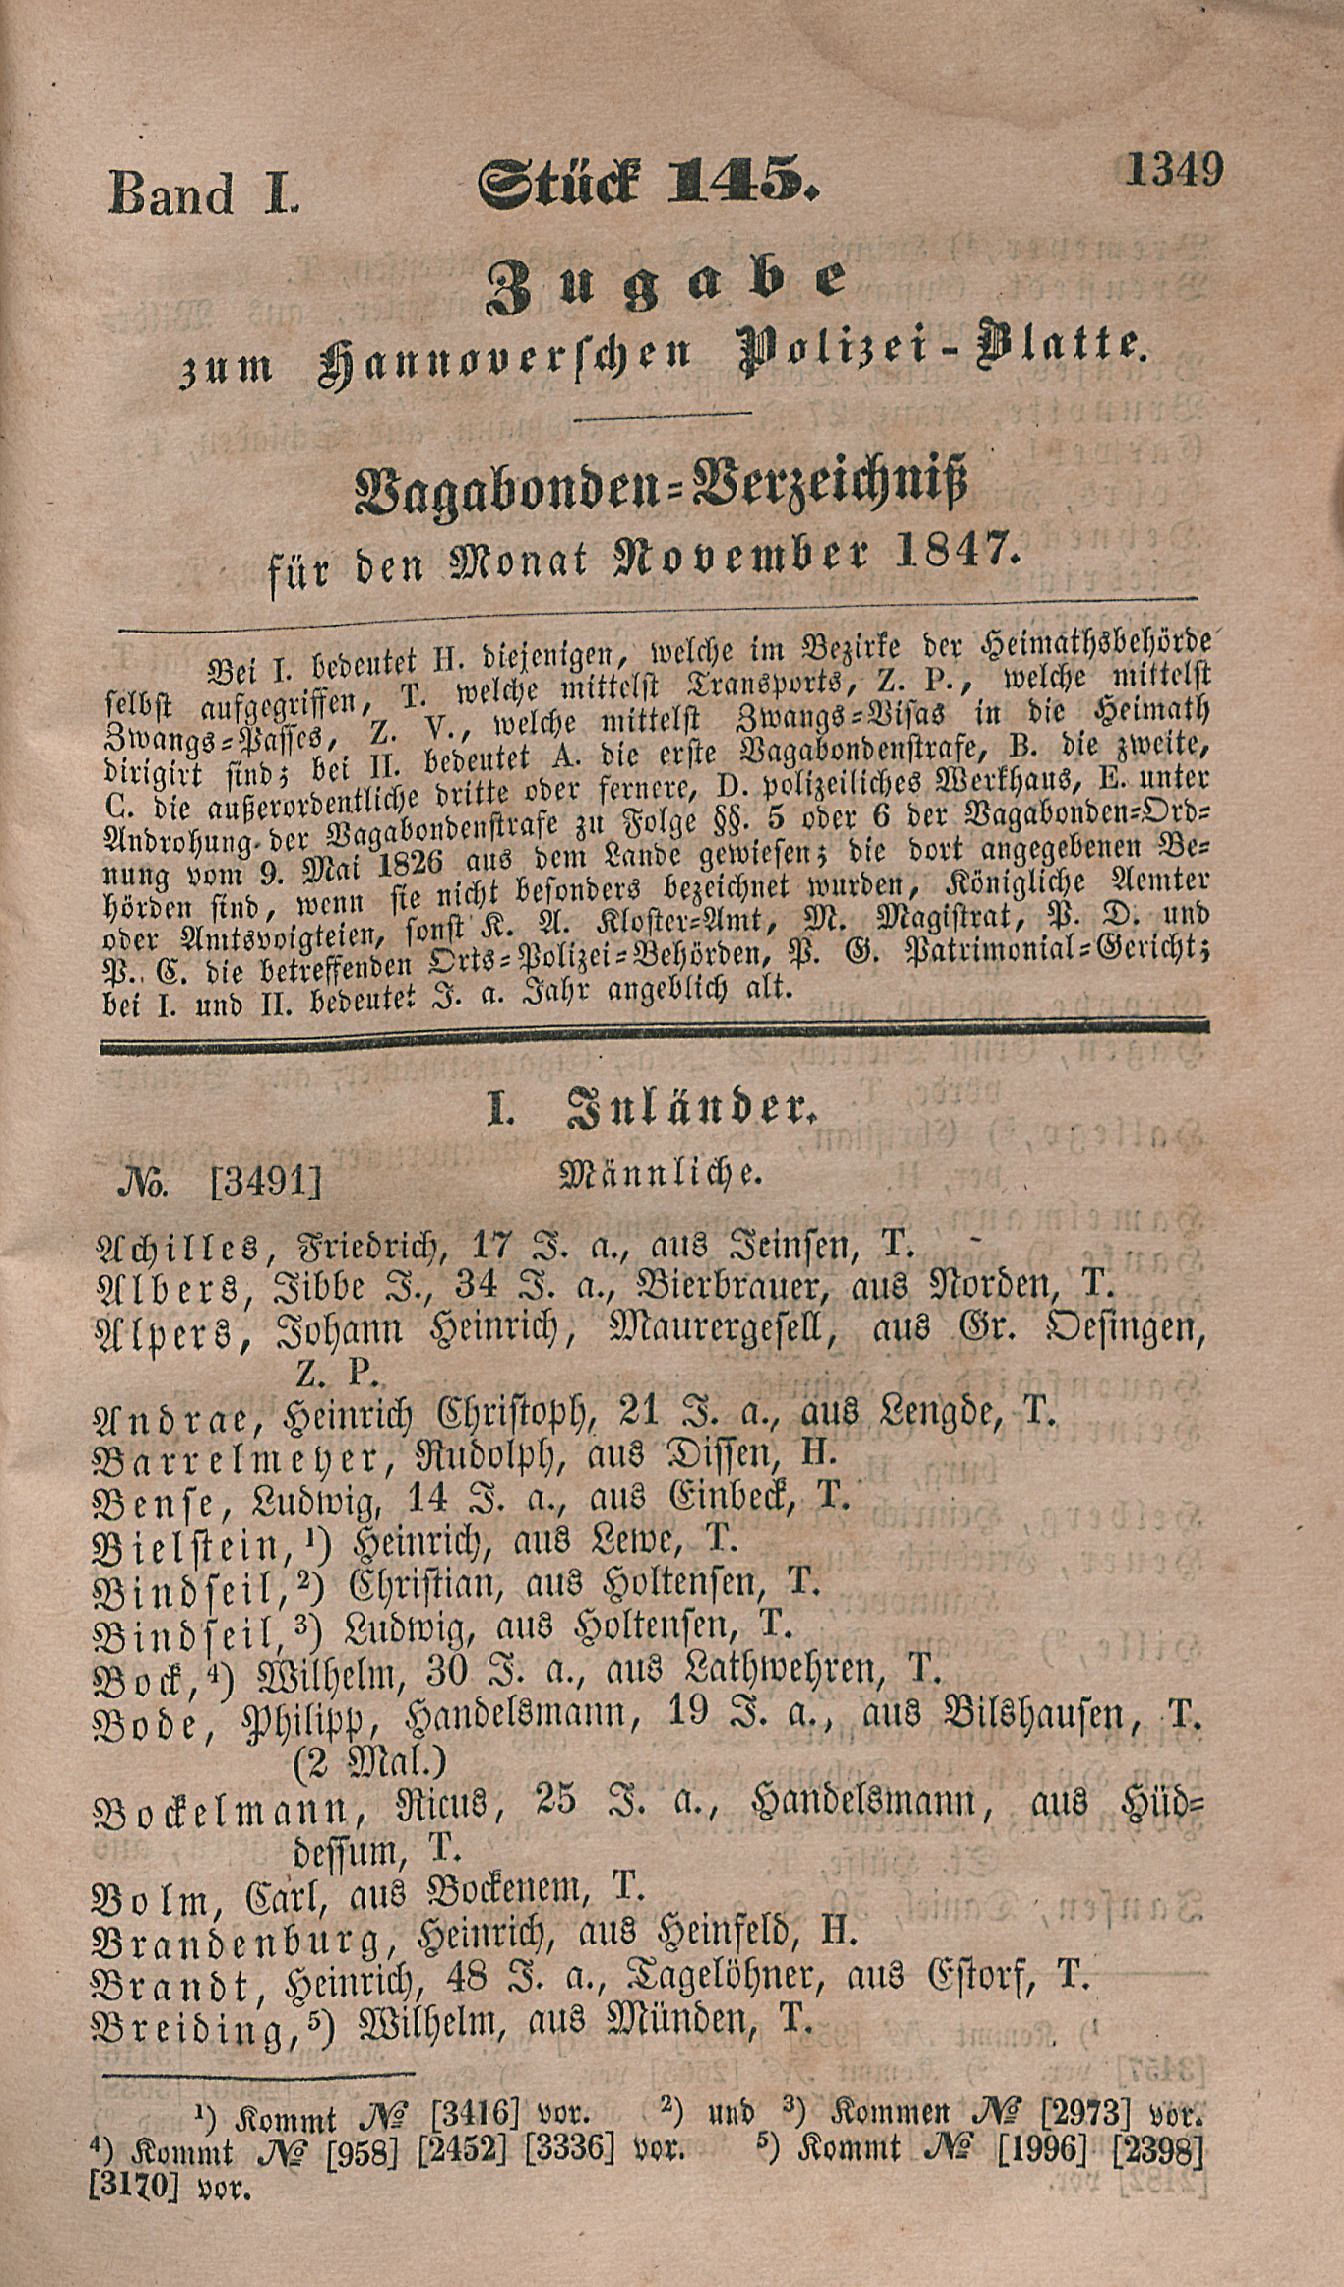 Band I.
Stück 145.
1349
Zugabe
zum Hannoverschen Polizei-Blatte.
Vagabonden=Verzeichniß
für den Monat November 1847.
Bei I. bedeutet H. diejenigen, welche im Bezirke der Heimathsbehörde
selbst aufgegriffen, T. welche mittelst Transports, Z. P., welche mittelst
Zwangs=Passes, Z. V., welche mittelst Zwangs=Visas in die Heimath
dirigirt sind; bei II. bedeutet A. die erste Vagabondenstrafe, B. die zweite,
C. die außerordentliche dritte oder fernere, D. polizeiliches Werkhaus, E. unter
Androhung der Vagabondenstrafe zu Folge §§. 5 oder 6 der Vagabonden=Ord=
nung vom 9. Mai 1826 aus dem Lande gewiesen; die dort angegebenen Be=
hörden sind, wenn sie nicht besonders bezeichnet wurden, Königliche Aemter
oder Amtsvoigteien, sonst K. A. Kloster=Amt, M. Magistrat, P. D. und
P. C. die betreffenden Orts=Polizei=Behörden, P. G. Patrimonial=Gericht;
bei I. und II. bedeutet J. a. Jahr angeblich alt.
I. Inländer.
No. [3491]
Männliche.
Achilles, Friedrich, 17 J. a., aus Jeinsen, T.
Albers, Jibbe J., 34 J. a., Bierbrauer, aus Norden, T.
Alpers, Johann Heinrich, Maurergesell, aus Gr. Oesingen,
Z. P.
Andrae, Heinrich Christoph, 21 J. a., aus Lengde, T.
Barrelmeyer, Rudolph, aus Dissen, H.
Bense, Ludwig, 14 J. a., aus Einbeck, T.
Bielstein,¹) Heinrich, aus Lewe, T.
Bindseil,²) Christian, aus Holtensen, T.
Bindseil,³) Ludwig, aus Holtensen, T.
Bock,⁴) Wilhelm, 30 J. a., aus Lathwehren, T.
Bode, Philipp, Handelsmann, 19 J. a., aus Bilshausen, T.
(2 Mal.)
Bockelmann, Ricus, 25 J. a., Handelsmann, aus Hüd=
dessum, T.
Bolm, Carl, aus Bockenem, T.
Brandenburg, Heinrich, aus Heinfeld, H.
Brandt, Heinrich, 48 J. a., Tagelöhner, aus Estorf, T.
Breiding,⁵) Wilhelm, aus Münden, T.
¹) Kommt № [3416] vor. ²) und ³) Kommen № [2973] vor.
⁴) Kommt № [958] [2452] [3336] vor. ⁵) Kommt № [1996] [2398]
[3170] vor.